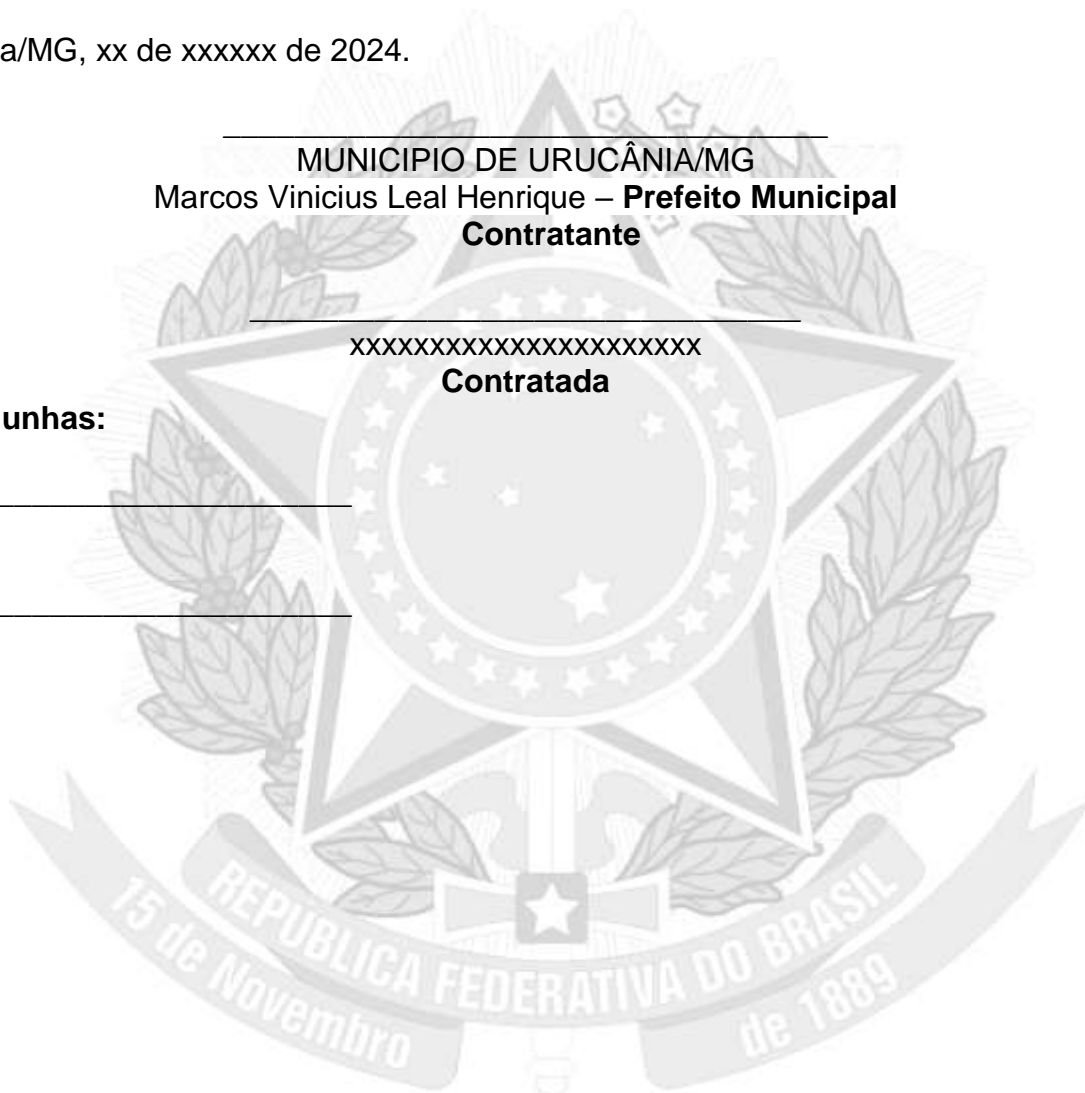 a/MG, xx de xxxxxx de 2024.
MUNICIPIO DE URUCÂNIA/MG
Marcos Vinicius Leal Henrique – Prefeito Municipal
Contratante
xxxxxxxxxxxxxxxxxxxxxx
Contratada
unhas:
REPÚBLICA FEDERATIVA DO BRASIL
15 de Novembro
de 1889